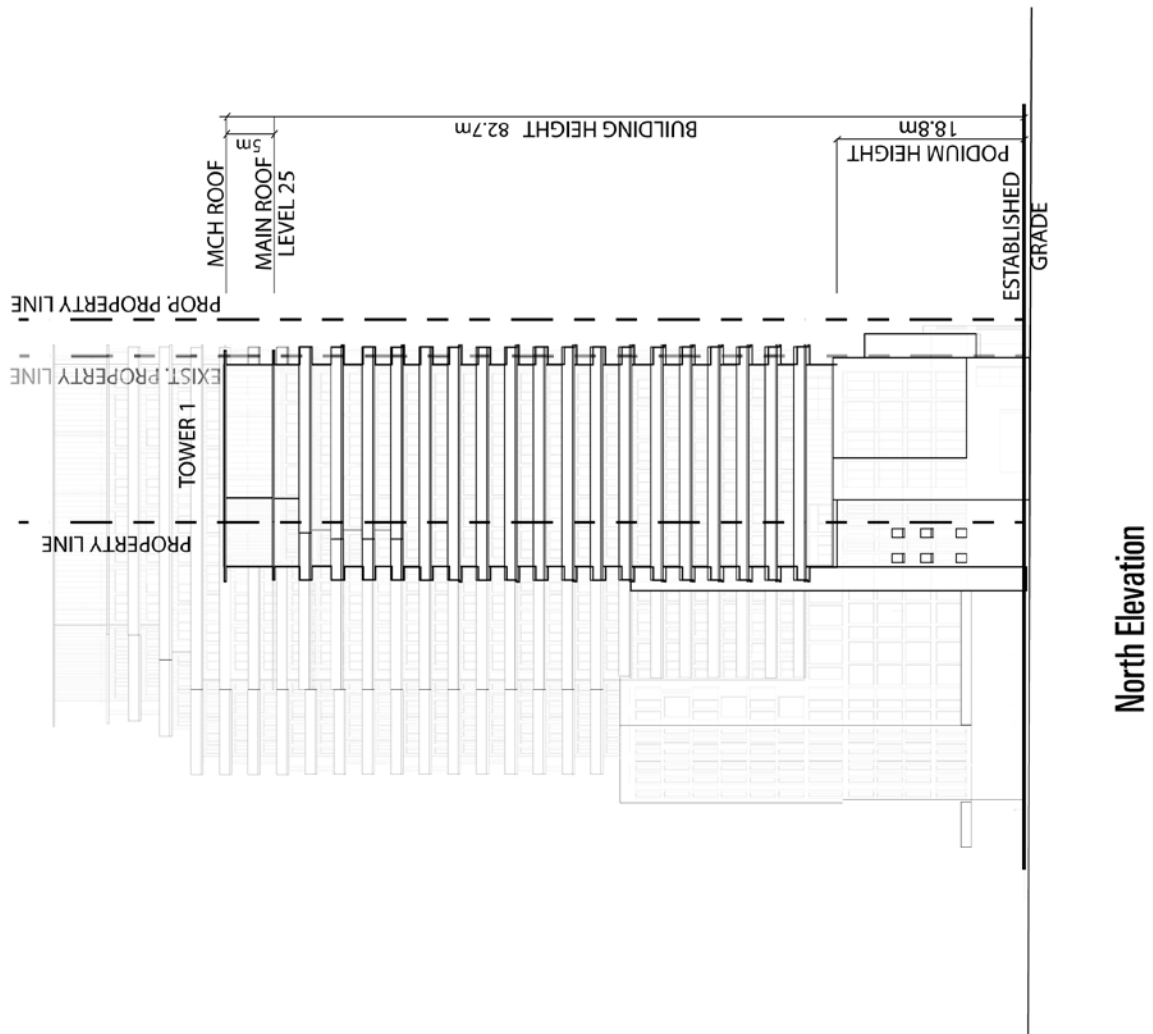 MCH ROOF
5m
MAIN ROOF
LEVEL 25
BUILDING HEIGHT 82.7m
18.8m
PODIUM HEIGHT
ESTABLISHED
GRADE
PROP. PROPERTY LINE
EXIST. PROPERTY LINE
TOWER 1
PROPERTY LINE
North Elevation